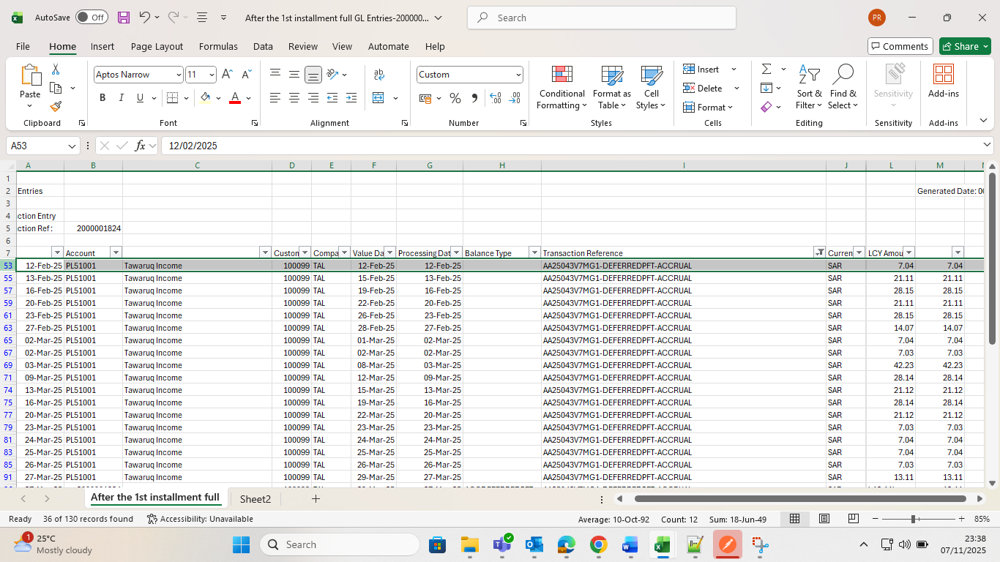 AutoSave Off After the 1st installment full GL Entries-200000... Search PR
File Home Insert Page Layout Formulas Data Review View Automate Help Comments Share
Paste Aptos Narrow 11 B I U A Custom Conditional Formatting Format as Table Cell Styles Insert Delete Format Sort & Filter Find & Select Sensitivity Add-ins
Clipboard Font Alignment Number Styles Cells Editing Sensitivity Add-ins
A53 fx 12/02/2025
A B C D E F G H I J L M
1
2 Entries Generated Date: 0
3
4 ction Entry
5 ction Ref : 2000001824
6
7 Account Custom Compa Value Da Processing Dat Balance Type Transaction Reference Curren LCY Amou
53 12-Feb-25 PL51001 Tawaruq Income 100099 TAL 12-Feb-25 12-Feb-25 AA25043V7MG1-DEFERREDPFT-ACCRUAL SAR 7.04 7.04
55 13-Feb-25 PL51001 Tawaruq Income 100099 TAL 15-Feb-25 13-Feb-25 AA25043V7MG1-DEFERREDPFT-ACCRUAL SAR 21.11 21.11
57 16-Feb-25 PL51001 Tawaruq Income 100099 TAL 19-Feb-25 16-Feb-25 AA25043V7MG1-DEFERREDPFT-ACCRUAL SAR 28.15 28.15
59 20-Feb-25 PL51001 Tawaruq Income 100099 TAL 22-Feb-25 20-Feb-25 AA25043V7MG1-DEFERREDPFT-ACCRUAL SAR 21.11 21.11
61 23-Feb-25 PL51001 Tawaruq Income 100099 TAL 26-Feb-25 23-Feb-25 AA25043V7MG1-DEFERREDPFT-ACCRUAL SAR 28.15 28.15
63 27-Feb-25 PL51001 Tawaruq Income 100099 TAL 28-Feb-25 27-Feb-25 AA25043V7MG1-DEFERREDPFT-ACCRUAL SAR 14.07 14.07
65 02-Mar-25 PL51001 Tawaruq Income 100099 TAL 01-Mar-25 02-Mar-25 AA25043V7MG1-DEFERREDPFT-ACCRUAL SAR 7.04 7.04
67 02-Mar-25 PL51001 Tawaruq Income 100099 TAL 02-Mar-25 02-Mar-25 AA25043V7MG1-DEFERREDPFT-ACCRUAL SAR 7.03 7.03
69 03-Mar-25 PL51001 Tawaruq Income 100099 TAL 08-Mar-25 03-Mar-25 AA25043V7MG1-DEFERREDPFT-ACCRUAL SAR 42.23 42.23
71 09-Mar-25 PL51001 Tawaruq Income 100099 TAL 12-Mar-25 09-Mar-25 AA25043V7MG1-DEFERREDPFT-ACCRUAL SAR 28.14 28.14
74 13-Mar-25 PL51001 Tawaruq Income 100099 TAL 15-Mar-25 13-Mar-25 AA25043V7MG1-DEFERREDPFT-ACCRUAL SAR 21.12 21.12
75 16-Mar-25 PL51001 Tawaruq Income 100099 TAL 19-Mar-25 16-Mar-25 AA25043V7MG1-DEFERREDPFT-ACCRUAL SAR 28.14 28.14
77 20-Mar-25 PL51001 Tawaruq Income 100099 TAL 22-Mar-25 20-Mar-25 AA25043V7MG1-DEFERREDPFT-ACCRUAL SAR 21.12 21.12
79 23-Mar-25 PL51001 Tawaruq Income 100099 TAL 23-Mar-25 23-Mar-25 AA25043V7MG1-DEFERREDPFT-ACCRUAL SAR 7.03 7.03
81 24-Mar-25 PL51001 Tawaruq Income 100099 TAL 24-Mar-25 24-Mar-25 AA25043V7MG1-DEFERREDPFT-ACCRUAL SAR 7.04 7.04
83 25-Mar-25 PL51001 Tawaruq Income 100099 TAL 25-Mar-25 25-Mar-25 AA25043V7MG1-DEFERREDPFT-ACCRUAL SAR 7.04 7.04
85 26-Mar-25 PL51001 Tawaruq Income 100099 TAL 26-Mar-25 26-Mar-25 AA25043V7MG1-DEFERREDPFT-ACCRUAL SAR 7.03 7.03
91 27-Mar-25 PL51001 Tawaruq Income 100099 TAL 29-Mar-25 27-Mar-25 AA25043V7MG1-DEFERREDPFT-ACCRUAL SAR 13.11 13.11
After the 1st installment full Sheet2
Ready 36 of 130 records found Accessibility: Unavailable Average: 10-Oct-92 Count: 12 Sum: 18-Jun-49 85%
1 25°C Mostly cloudy Search 23:38
07/11/2025